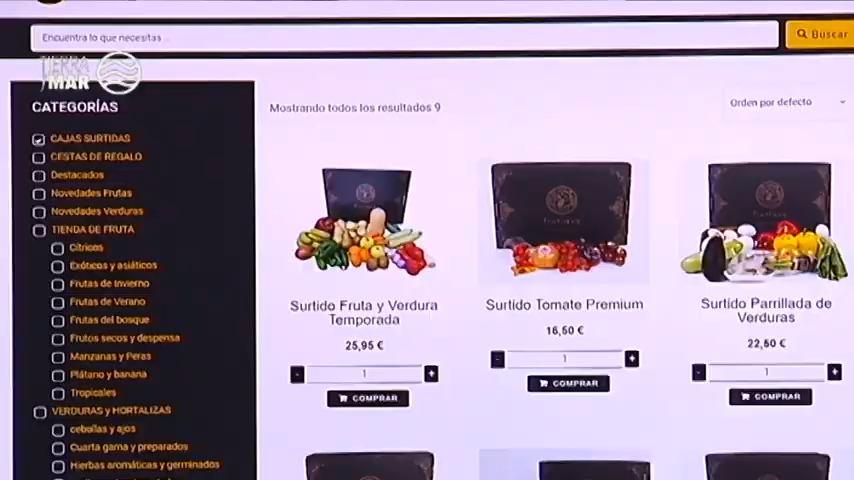 Encuentra lo que necesitas ...
Buscar
TIERRA
y MAR
CATEGORÍAS
Mostrando todos los resultados 9
Orden por defecto
CAJAS SURTIDAS
CESTAS DE REGALO
Destacados
Novedades Frutas
Novedades Verduras
TIENDA DE FRUTA
Cítricos
Exóticos y asiáticos
Frutas de Invierno
Frutas de Verano
Frutas del bosque
Frutos secos y despensa
Manzanas y Peras
Plátano y banana
Tropicales
VERDURAS y HORTALIZAS
cebollas y ajos
Cuarta gama y preparados
Hierbas aromáticas y germinados
Surtido Fruta y Verdura
Temporada
25,95 €
- 1 +
COMPRAR
Surtido Tomate Premium
16,50 €
- 1 +
COMPRAR
Surtido Parrillada de
Verduras
22,50 €
- 1 +
COMPRAR